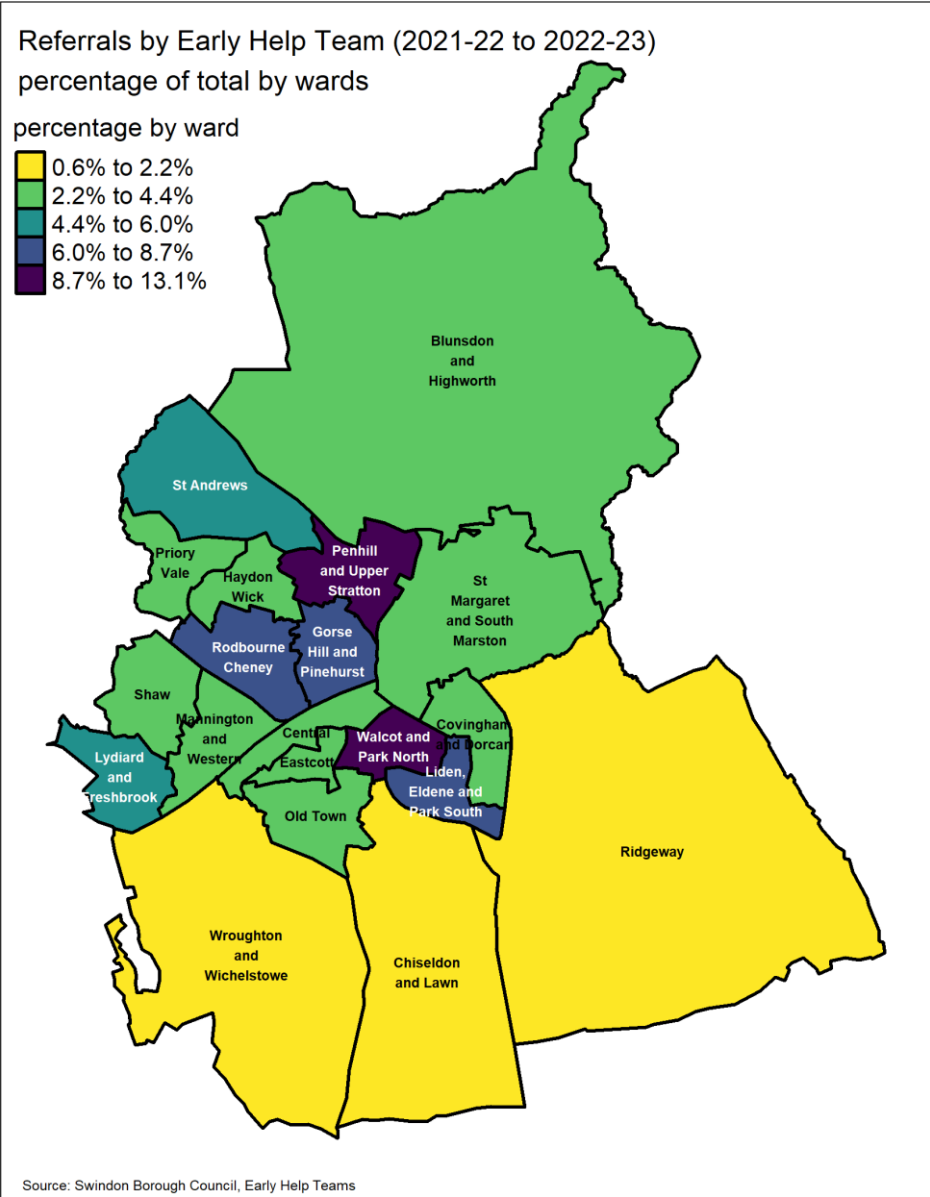 Referrals by Early Help Team (2021-22 to 2022-23)
percentage of total by wards
percentage by ward
0.6% to 2.2%
2.2% to 4.4%
4.4% to 6.0%
6.0% to 8.7%
8.7% to 13.1%
Blunsdon
and
Highworth
St Andrews
Penhill
and Upper
Stratton
Priory
Vale
Haydon
Wick
St
Margaret
and South
Marston
Gorse
Hill and
Pinehurst
Rodbourne
Cheney
Shaw
Mannington
and
Western
Central
Eastcott
Walcot and
Park North
Covingham
and Dorcan
Lydiard
and
Freshbrook
Liden,
Eldene and
Park South
Old Town
Ridgeway
Wroughton
and
Wichelstowe
Chiseldon
and Lawn
Source: Swindon Borough Council, Early Help Teams